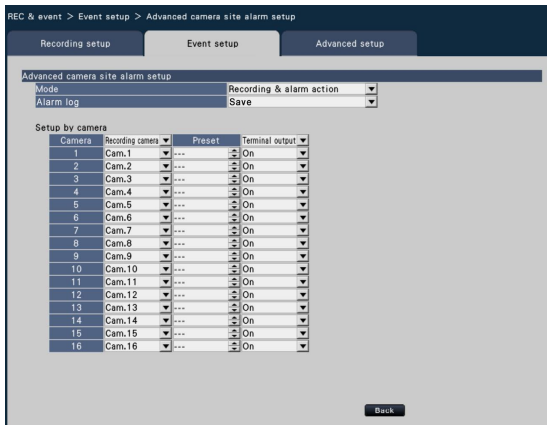 REC & event > Event setup > Advanced camera site alarm setup
Recording setup Event setup Advanced setup
Advanced camera site alarm setup
Mode Recording & alarm action
Alarm log Save
Setup by camera
Camera Recording camera Preset Terminal output
1 Cam.1 --- On
2 Cam.2 --- On
3 Cam.3 --- On
4 Cam.4 --- On
5 Cam.5 --- On
6 Cam.6 --- On
7 Cam.7 --- On
8 Cam.8 --- On
9 Cam.9 --- On
10 Cam.10 --- On
11 Cam.11 --- On
12 Cam.12 --- On
13 Cam.13 --- On
14 Cam.14 --- On
15 Cam.15 --- On
16 Cam.16 --- On
Back